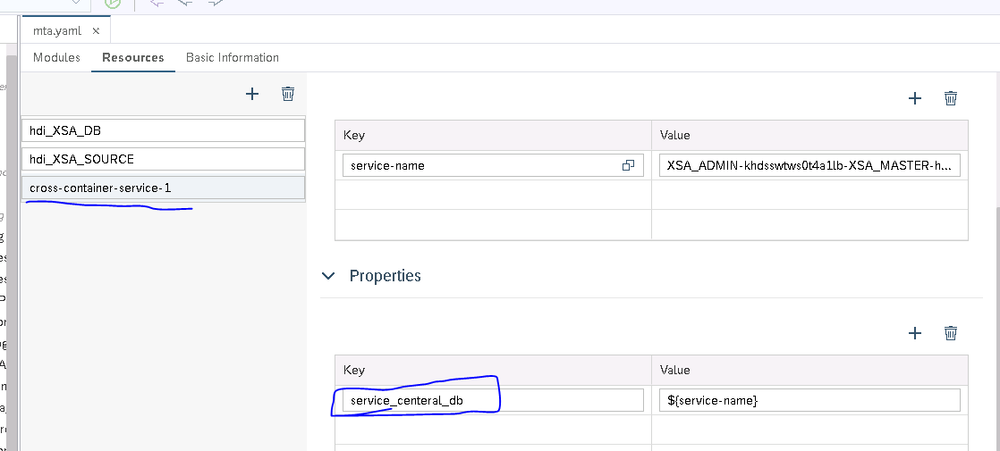 mta.yaml ×
Modules Resources Basic Information
hdi_XSA_DB
hdi_XSA_SOURCE
cross-container-service-1
Key Value
service-name XSA_ADMIN-khdsswtws0t4a1lb-XSA_MASTER-h...
Properties
Key Value
service_centeral_db ${service-name}